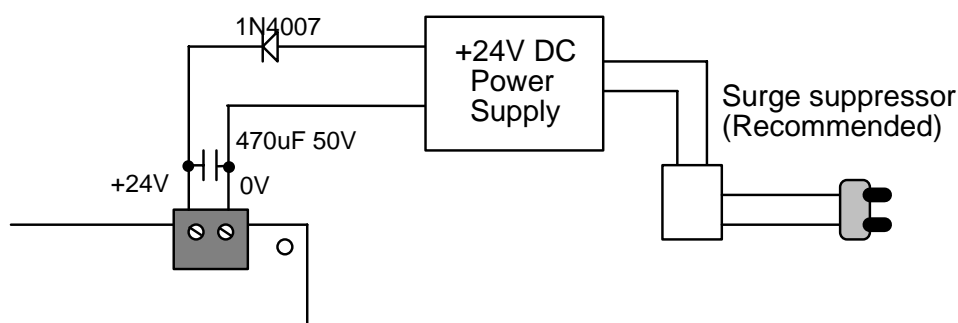 1N4007
+24V DC
Power
Supply
Surge suppressor
(Recommended)
470uF 50V
+24V
0V